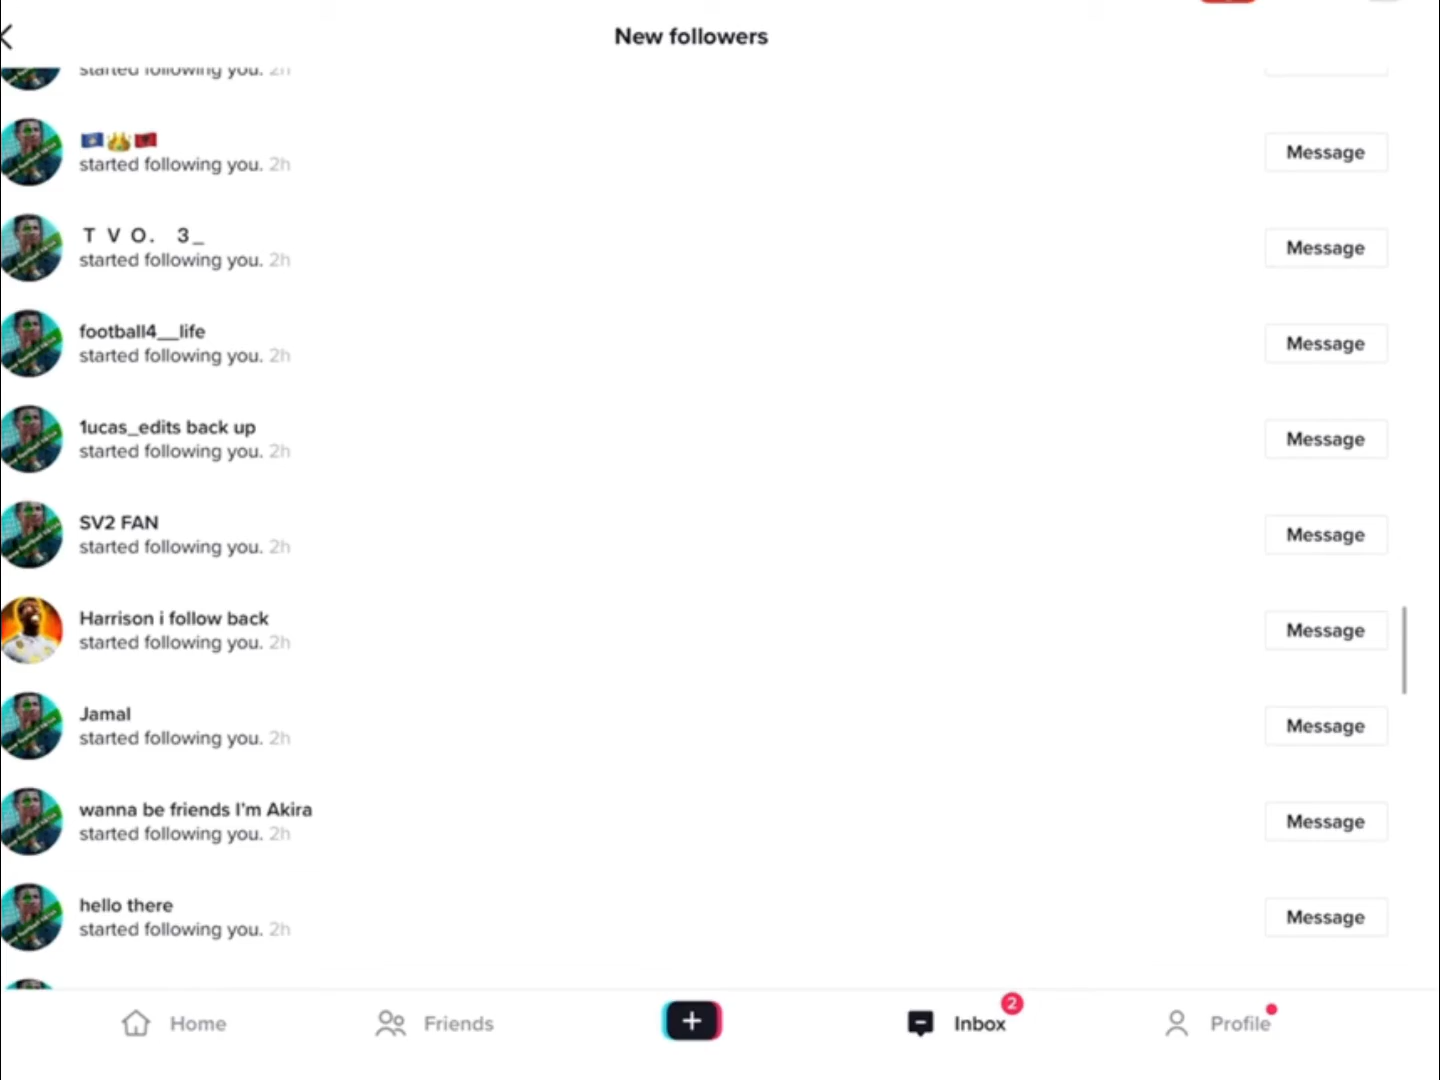 New followers
started following you. 2h
🇽🇰👑🇦🇱
started following you. 2h
Message
T V O. 3_
started following you. 2h
Message
football4__life
started following you. 2h
Message
1ucas_edits back up
started following you. 2h
Message
SV2 FAN
started following you. 2h
Message
Harrison i follow back
started following you. 2h
Message
Jamal
started following you. 2h
Message
wanna be friends I'm Akira
started following you. 2h
Message
hello there
started following you. 2h
Message
Home
Friends
Inbox
2
Profile